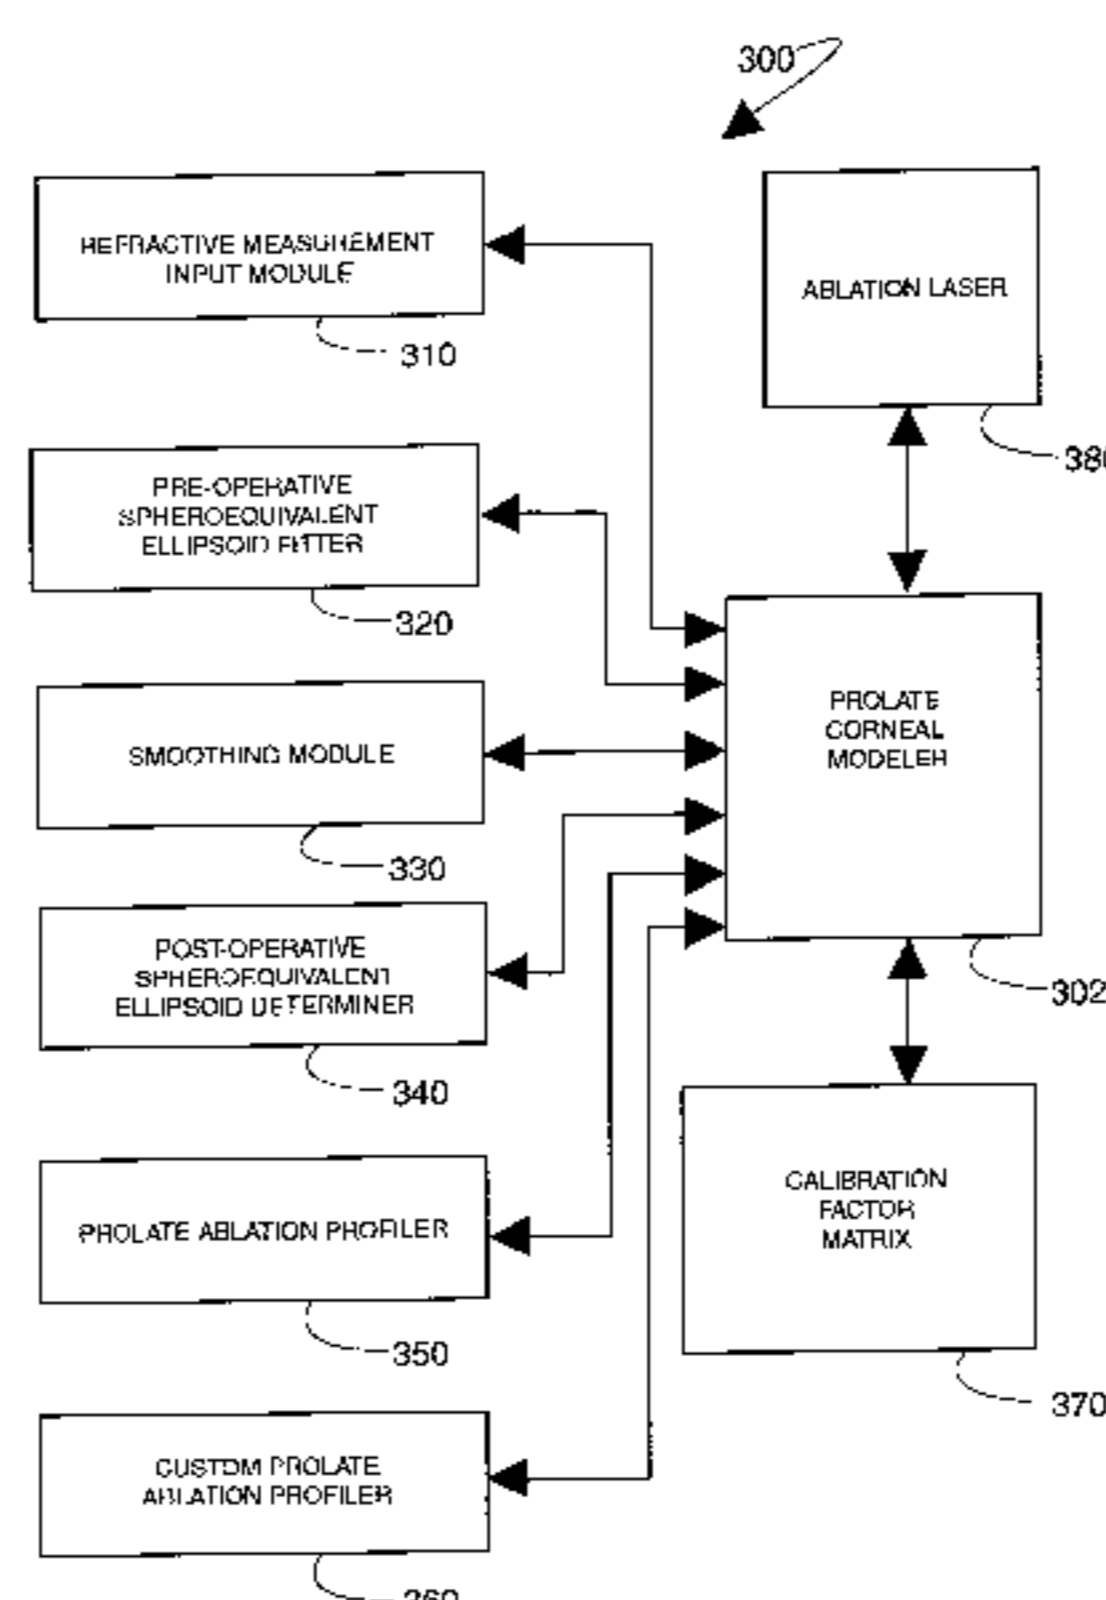 300
REFRACTIVE MEASUREMENT
INPUT MODULE
310
ABLATION LASER
380
PRE-OPERATIVE
SPHEROEQUIVALENT
ELLIPSOID FITTER
320
SMOOTHING MODULE
330
PROLATE
CORNEAL
MODELER
302
POST-OPERATIVE
SPHEROEQUIVALENT
ELLIPSOID DETERMINER
340
PROLATE ABLATION PROFILER
350
CALIBRATION
FACTOR
MATRIX
370
CUSTOM PROLATE
ABLATION PROFILER
360